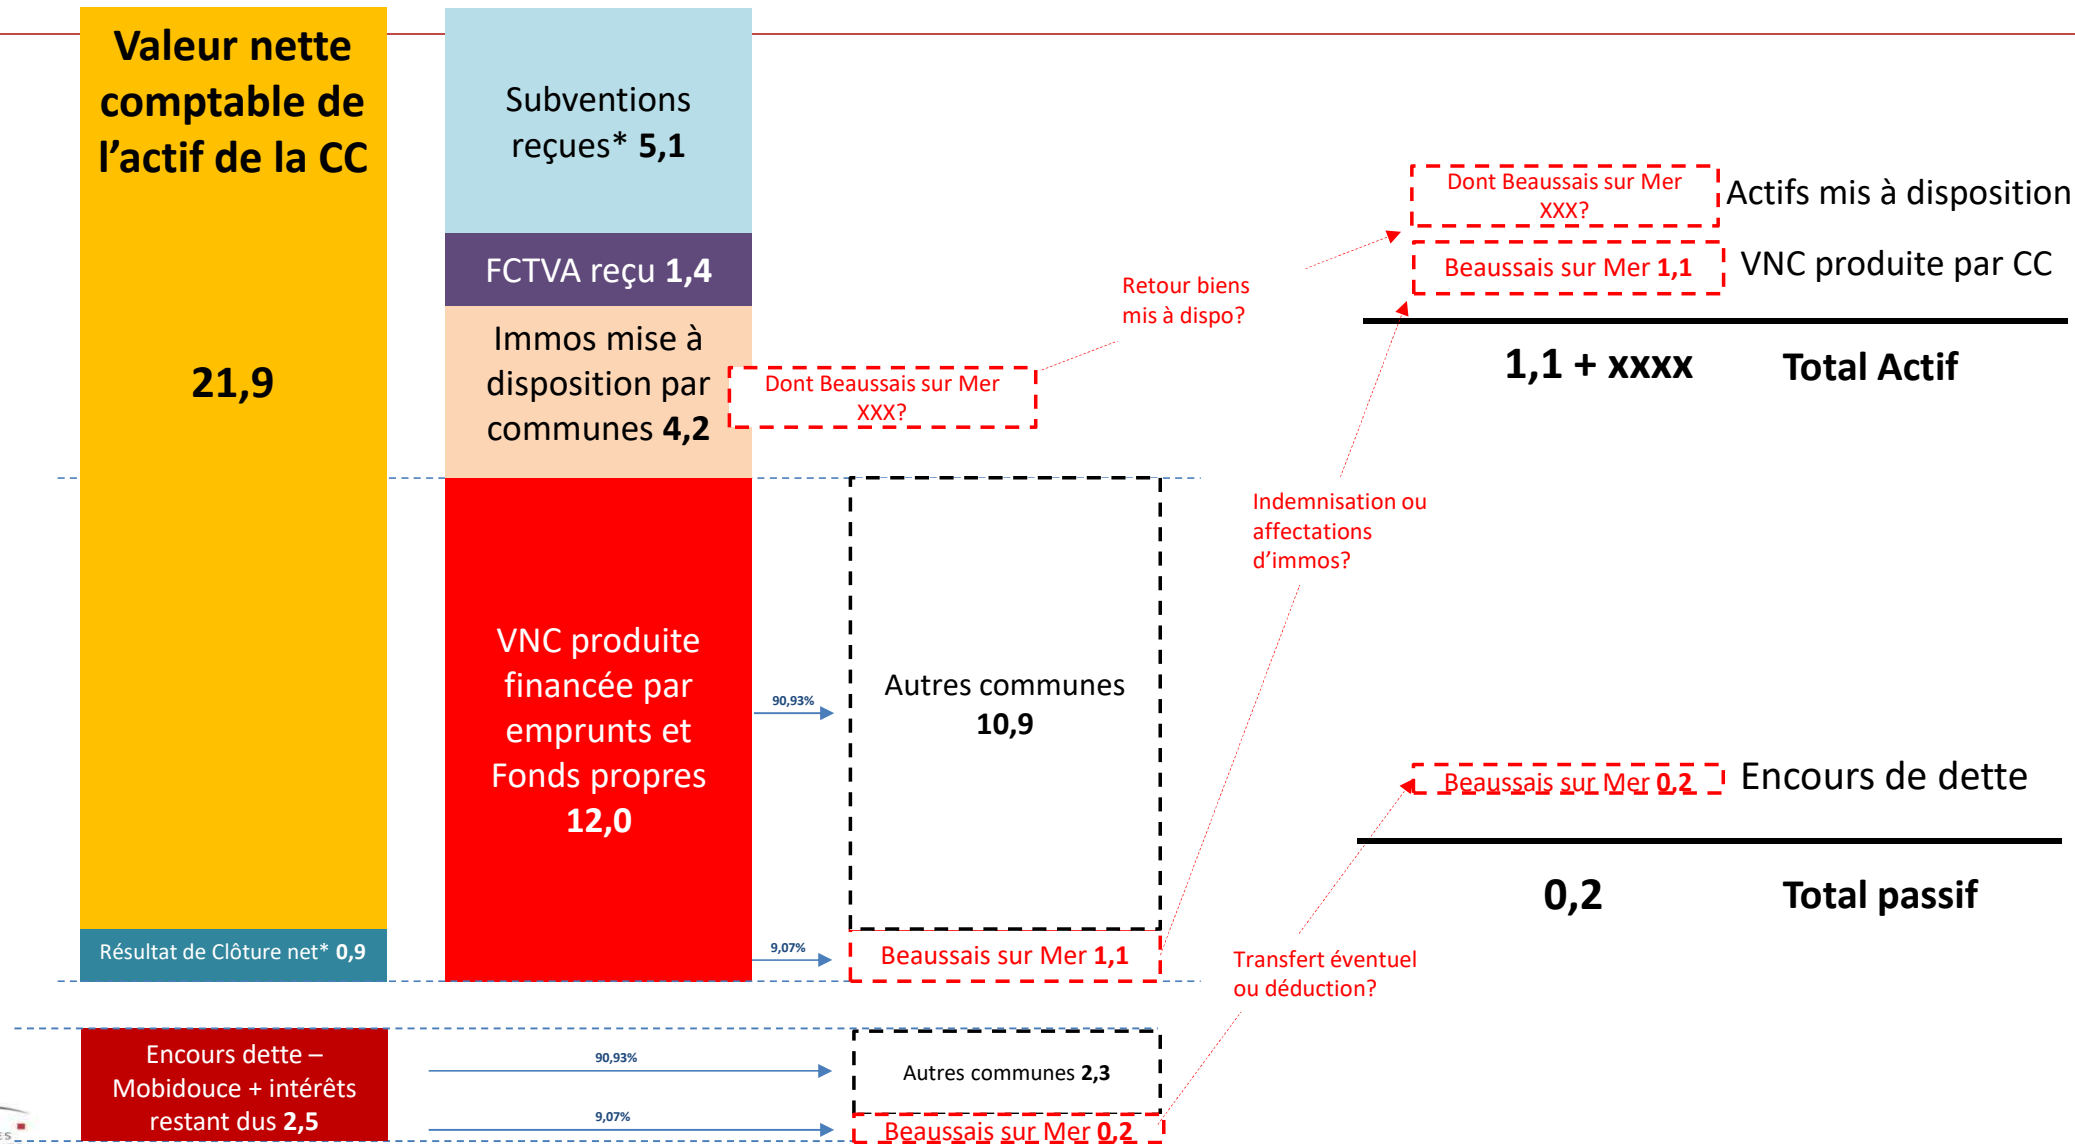 Valeur nette
comptable de
l’actif de la CC
21,9
Résultat de Clôture net* 0,9
Encours dette –
Mobidouce + intérêts
restant dus 2,5
Subventions
reçues* 5,1
FCTVA reçu 1,4
Immos mise à
disposition par
communes 4,2
VNC produite
financée par
emprunts et
Fonds propres
12,0
Dont Beaussais sur Mer
XXX?
90,93%
9,07%
90,93%
9,07%
Autres communes
10,9
Beaussais sur Mer 1,1
Autres communes 2,3
Beaussais sur Mer 0,2
Retour biens
mis à dispo?
Indemnisation ou
affectations
d’immos?
Transfert éventuel
ou déduction?
Dont Beaussais sur Mer
XXX?
Actifs mis à disposition
Beaussais sur Mer 1,1
VNC produite par CC
1,1 + xxxx Total Actif
Beaussais sur Mer 0,2
Encours de dette
0,2 Total passif
ES